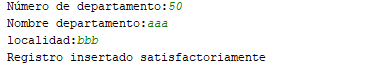 Número de departamento:50
Nombre departamento:aaa
localidad:bbb
Registro insertado satisfactoriamente